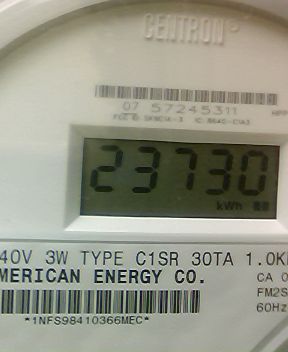 CENTRON®
07 57245311
23730
kWh
40V 3W TYPE C1SR 30TA 1.0K
MERICAN ENERGY CO.
CA 0
FM2S
60Hz
*1NFS98410366MEC*